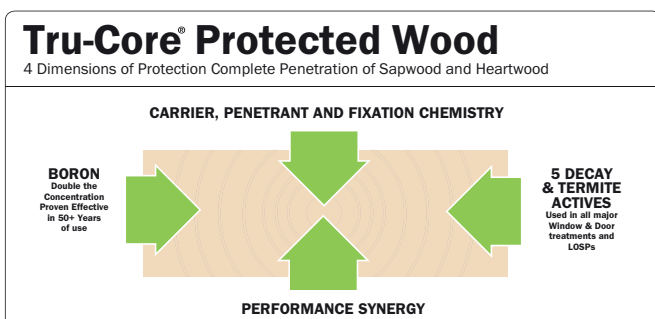 Tru-Core® Protected Wood
4 Dimensions of Protection Complete Penetration of Sapwood and Heartwood
CARRIER, PENETRANT AND FIXATION CHEMISTRY
BORON
Double the
Concentration
Proven Effective
in 50+ Years
of use
5 DECAY
& TERMITE
ACTIVES
Used in all major
Window & Door
treatments and
LOSPs
PERFORMANCE SYNERGY